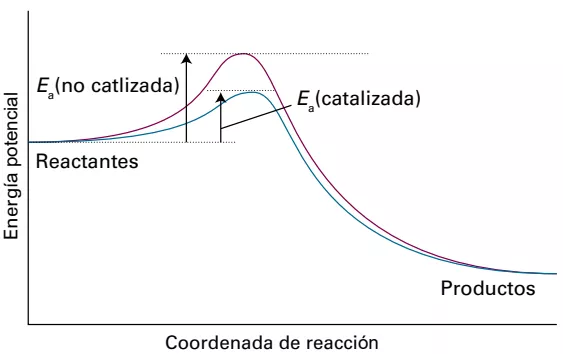 Eₐ(no catlizada)
Eₐ(catalizada)
Reactantes
Energía potencial
Productos
Coordenada de reacción